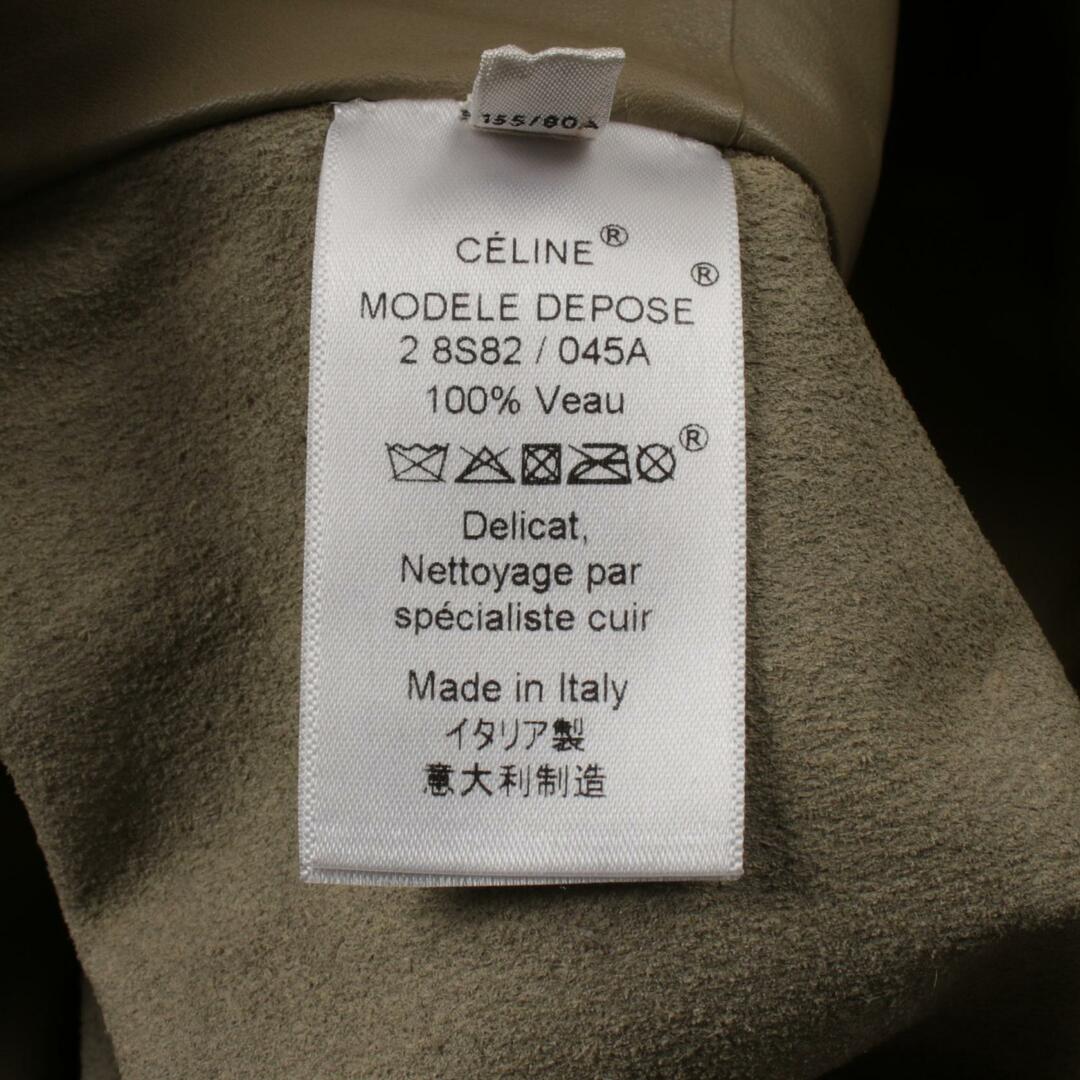 155/80A
CÉLINE®
MODELE DEPOSE®
2 8S82 / 045A
100% Veau
®
Delicat,
Nettoyage par
spécialiste cuir
Made in Italy
イタリア製
意大利制造